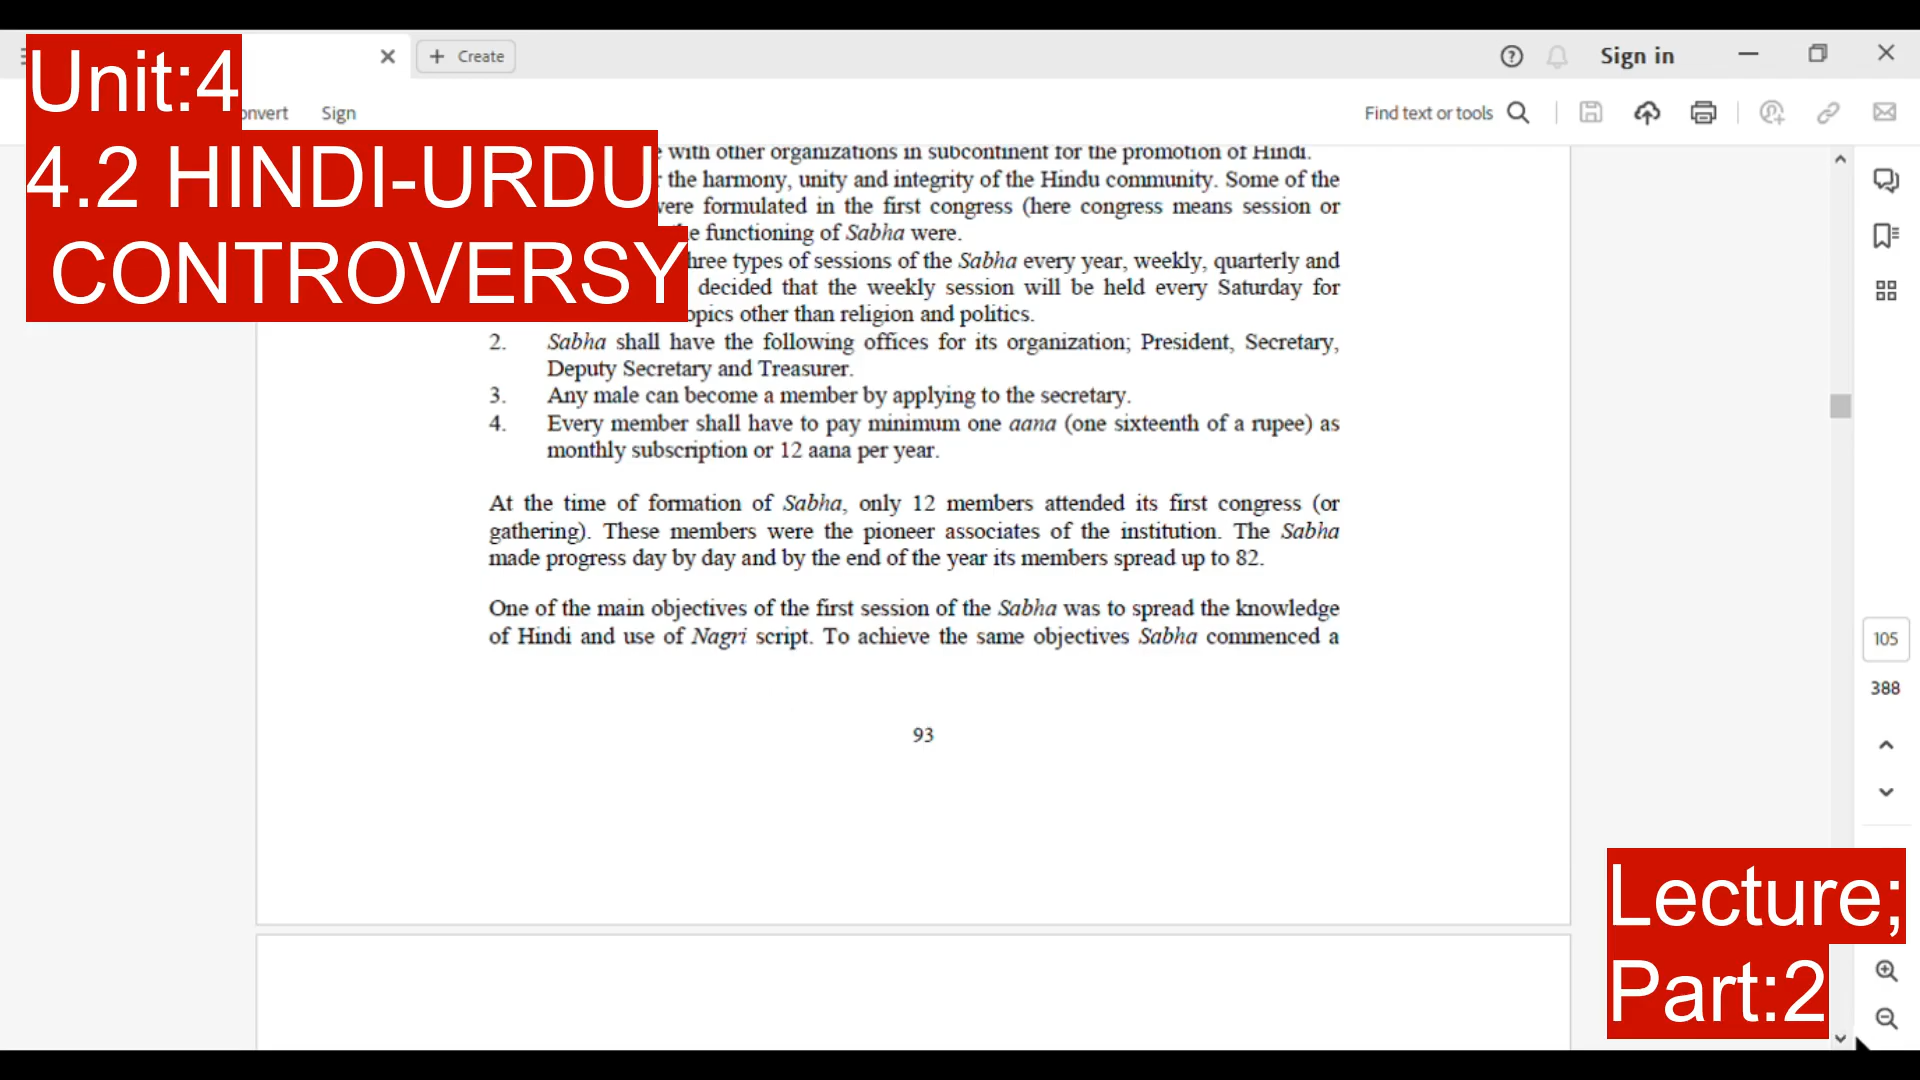 Unit:4
4.2 HINDI-URDU
CONTROVERSY
Create
Sign in
onvert Sign
Find text or tools
with other organizations in subcontinent for the promotion of Hindi.
the harmony, unity and integrity of the Hindu community. Some of the
were formulated in the first congress (here congress means session or
functioning of Sabha were.
three types of sessions of the Sabha every year, weekly, quarterly and
decided that the weekly session will be held every Saturday for
opics other than religion and politics.
2. Sabha shall have the following offices for its organization; President, Secretary,
Deputy Secretary and Treasurer.
3. Any male can become a member by applying to the secretary.
4. Every member shall have to pay minimum one aana (one sixteenth of a rupee) as
monthly subscription or 12 aana per year.
At the time of formation of Sabha, only 12 members attended its first congress (or
gathering). These members were the pioneer associates of the institution. The Sabha
made progress day by day and by the end of the year its members spread up to 82.
One of the main objectives of the first session of the Sabha was to spread the knowledge
of Hindi and use of Nagri script. To achieve the same objectives Sabha commenced a
93
105
388
Lecture;
Part:2